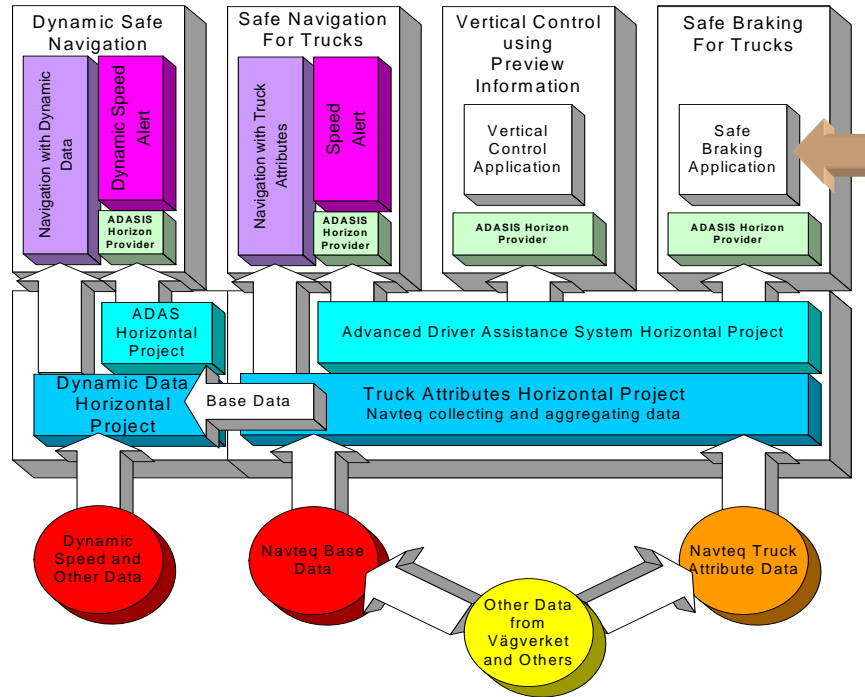 Dynamic Safe
Navigation
Navigation with Dynamic
Data
Dynamic Speed
Alert
ADASIS
Horizon
Provider
Safe Navigation
For Trucks
Navigation with Truck
Attributes
Speed
Alert
ADASIS
Horizon
Provider
Vertical Control
using
Preview
Information
Vertical
Control
Application
ADASIS Horizon
Provider
Safe Braking
For Trucks
Safe
Braking
Application
ADASIS Horizon
Provider
ADAS
Horizontal
Project
Advanced Driver Assistance System Horizontal Project
Dynamic Data
Horizontal
Project
Base Data
Truck Attributes Horizontal Project
Navteq collecting and aggregating data
Dynamic
Speed and
Other Data
Navteq Base
Data
Navteq Truck
Attribute Data
Other Data
from
Vägverket
and Others